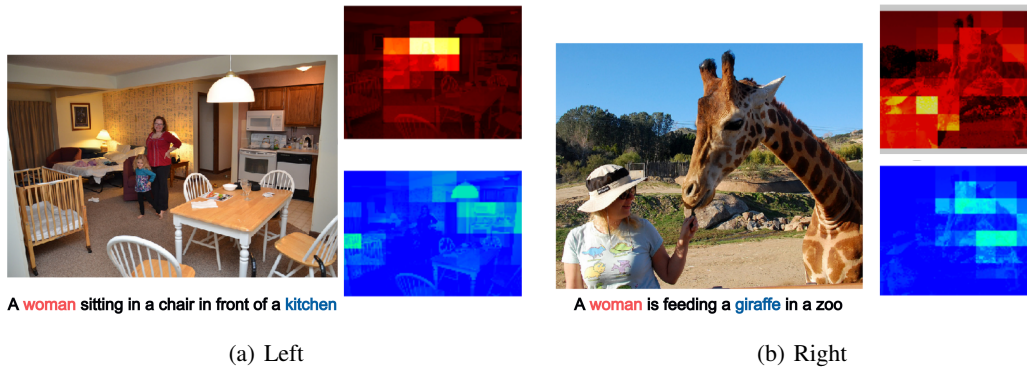 A woman sitting in a chair in front of a kitchen
A woman is feeding a giraffe in a zoo
(a) Left
(b) Right